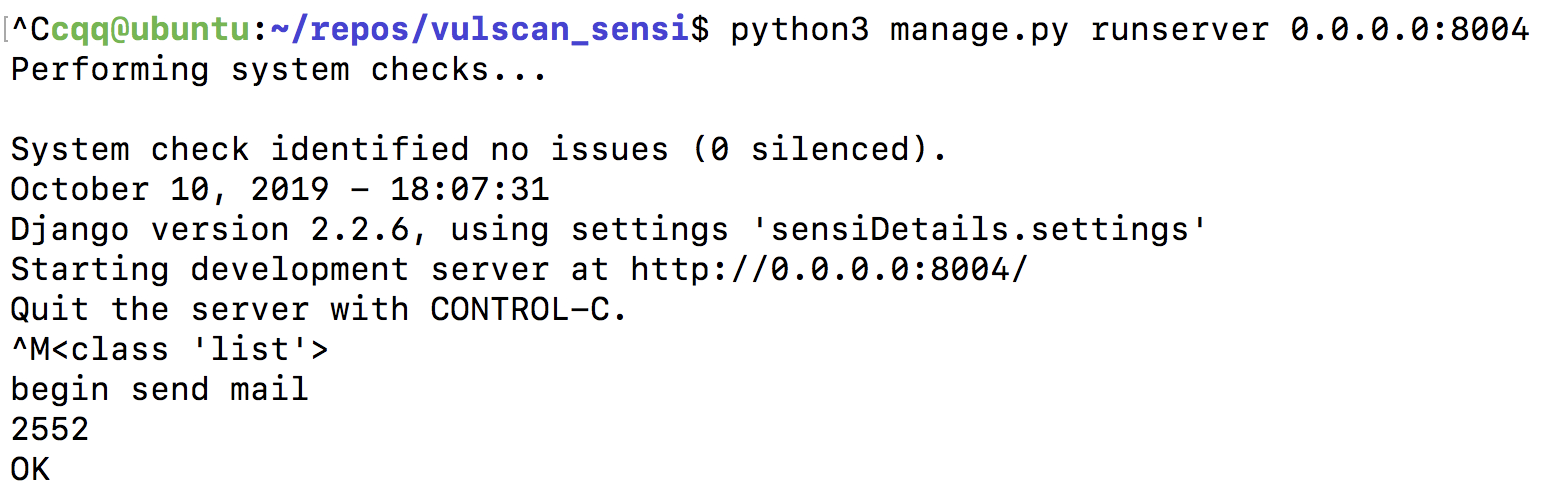 [^Ccqq@ubuntu:~/repos/vulscan_sensi$ python3 manage.py runserver 0.0.0.0:8004
Performing system checks...

System check identified no issues (0 silenced).
October 10, 2019 - 18:07:31
Django version 2.2.6, using settings 'sensiDetails.settings'
Starting development server at http://0.0.0.0:8004/
Quit the server with CONTROL-C.
^M<class 'list'>
begin send mail
2552
OK